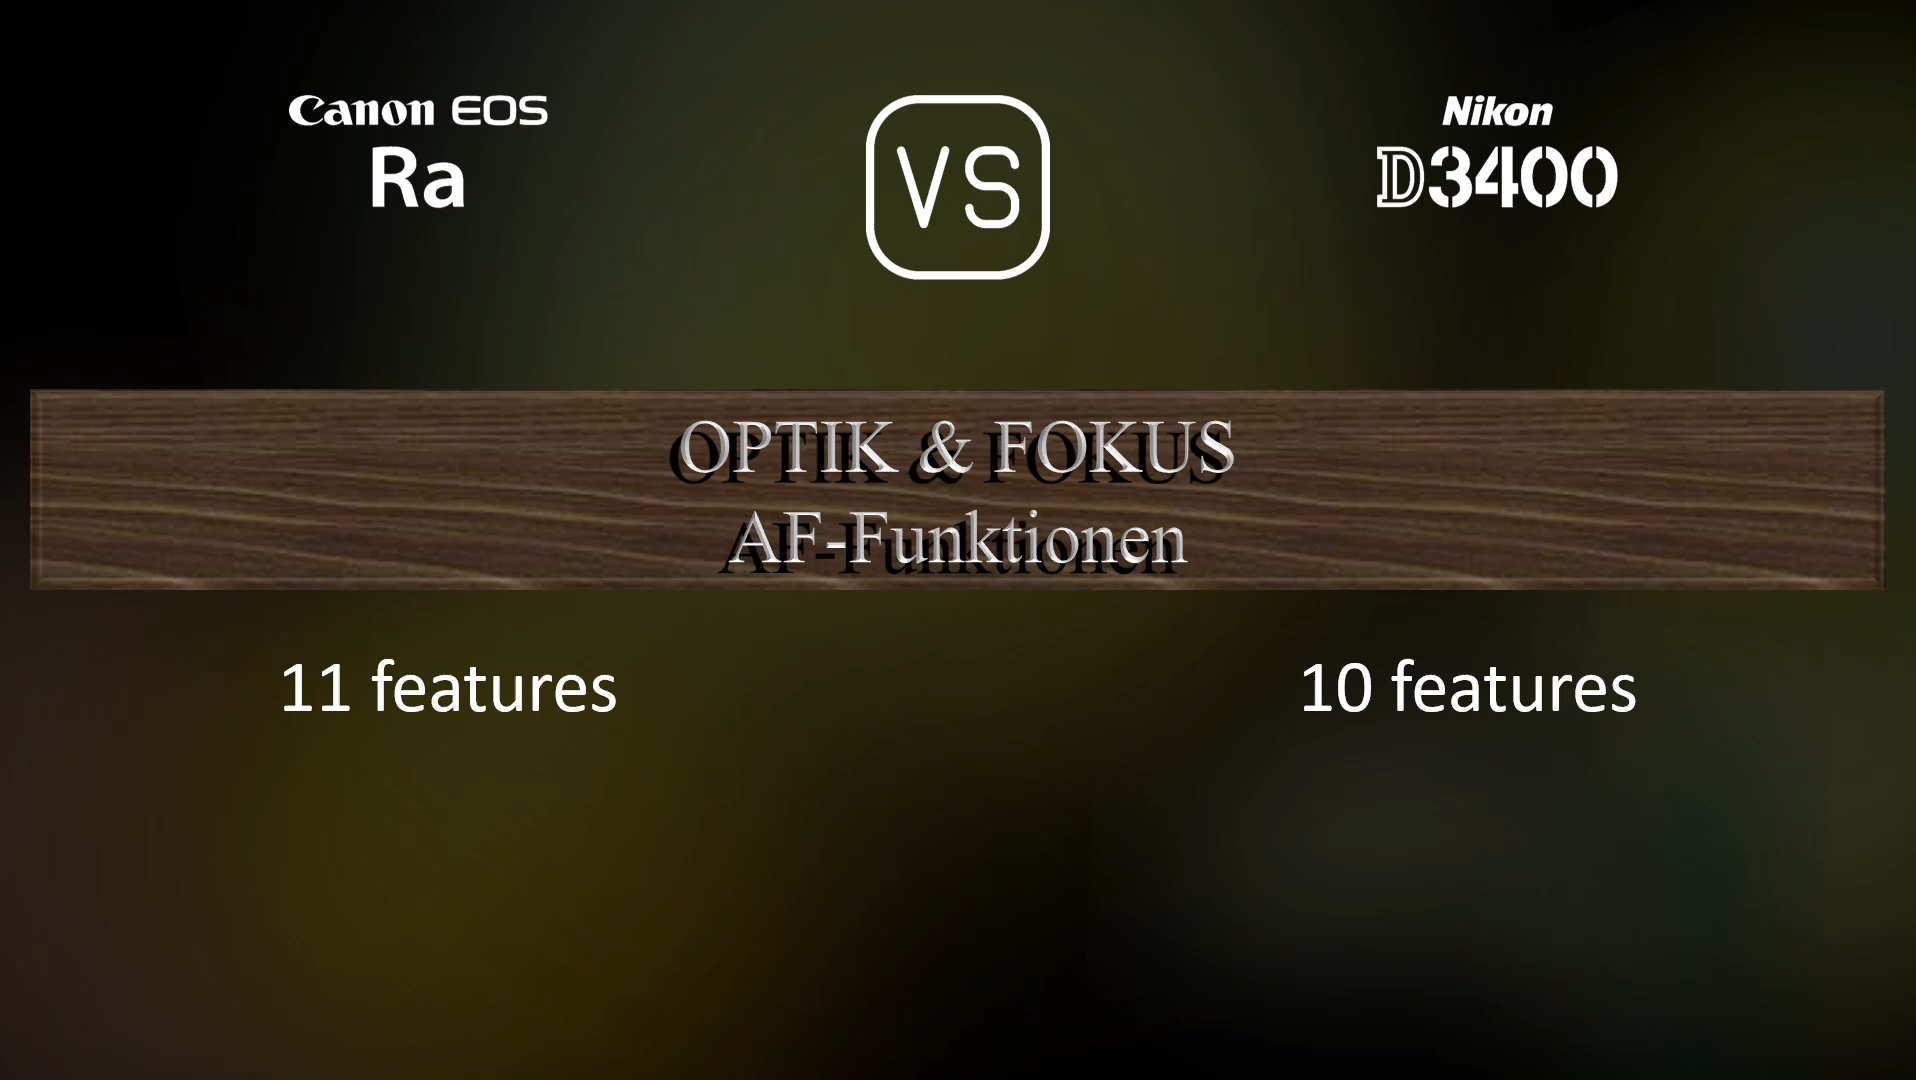 Canon EOS
Ra
VS
Nikon
D3400
OPTIK & FOKUS
AF-Funktionen
11 features
10 features